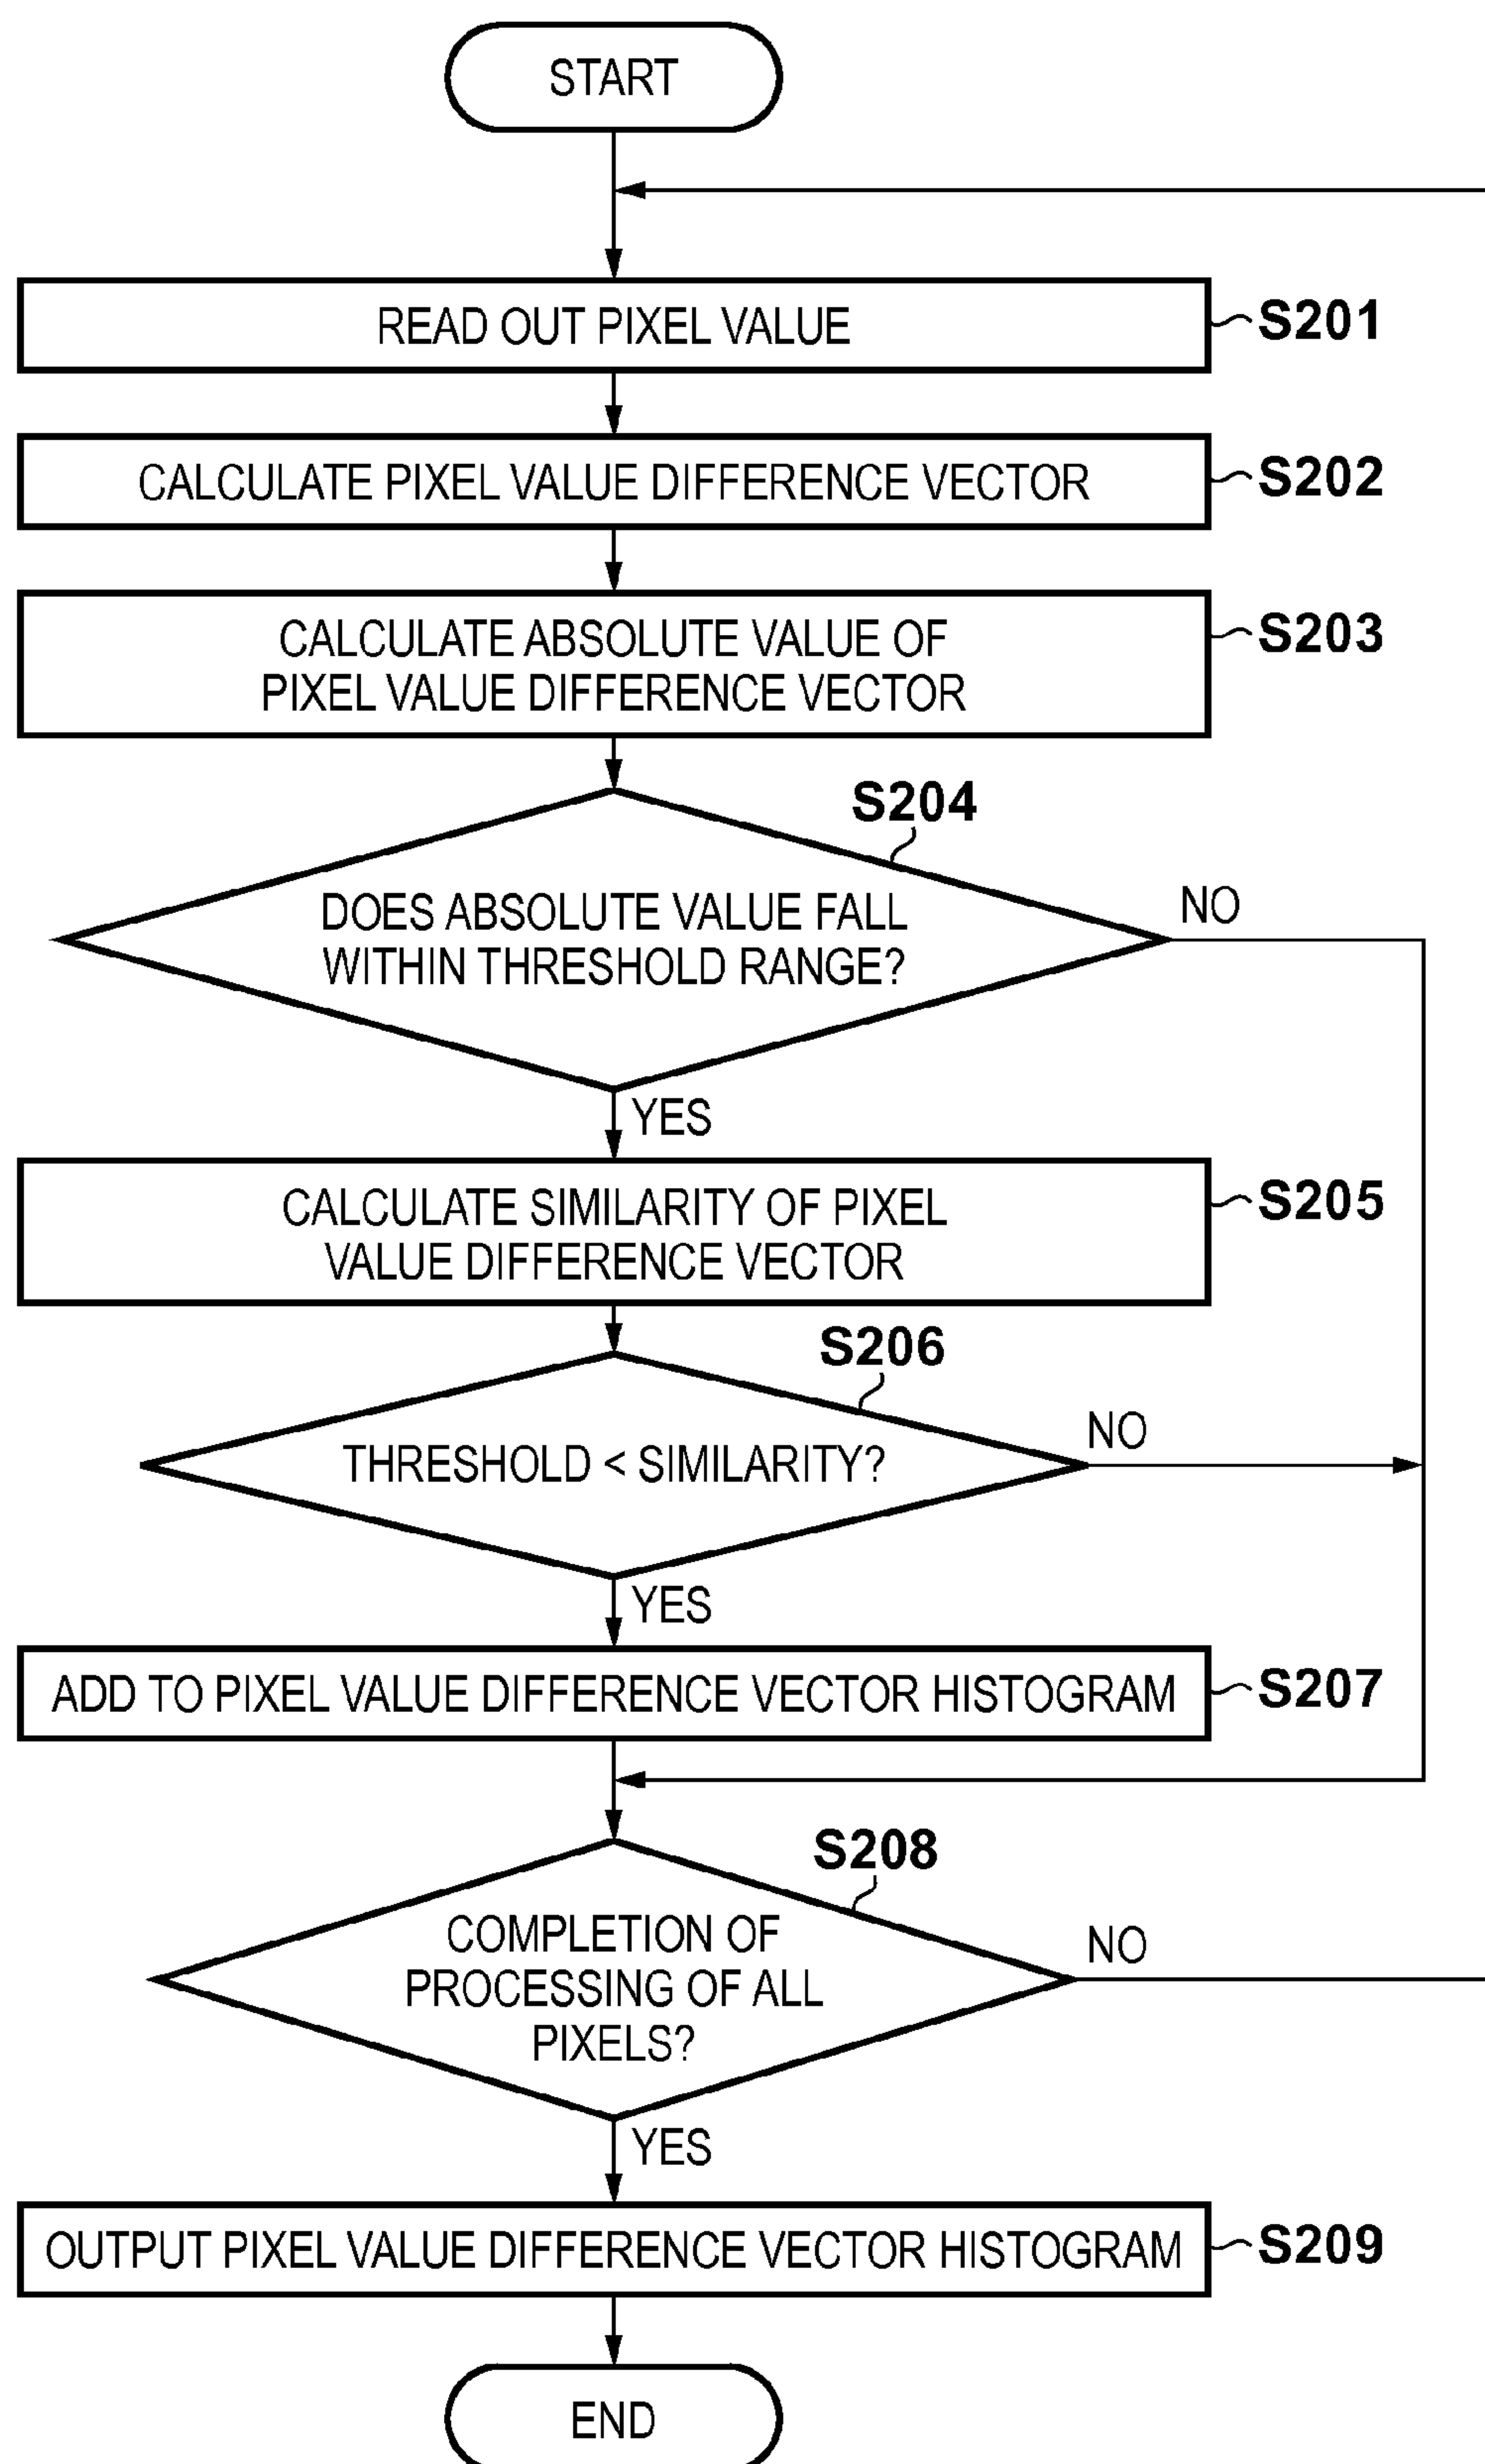 START
READ OUT PIXEL VALUE
S201
CALCULATE PIXEL VALUE DIFFERENCE VECTOR
S202
CALCULATE ABSOLUTE VALUE OF
PIXEL VALUE DIFFERENCE VECTOR
S203
S204
DOES ABSOLUTE VALUE FALL
WITHIN THRESHOLD RANGE?
NO
YES
CALCULATE SIMILARITY OF PIXEL
VALUE DIFFERENCE VECTOR
S205
S206
THRESHOLD < SIMILARITY?
NO
YES
ADD TO PIXEL VALUE DIFFERENCE VECTOR HISTOGRAM
S207
S208
COMPLETION OF
PROCESSING OF ALL
PIXELS?
NO
YES
OUTPUT PIXEL VALUE DIFFERENCE VECTOR HISTOGRAM
S209
END